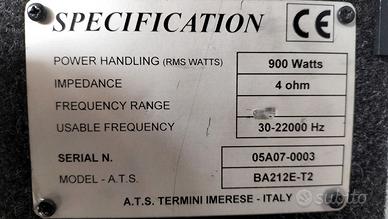 SPECIFICATION CE
POWER HANDLING (RMS WATTS) 900 Watts
IMPEDANCE 4 ohm
FREQUENCY RANGE
USABLE FREQUENCY 30-22000 Hz
SERIAL N. 05A07-0003
MODEL - A.T.S. BA212E-T2
A.T.S. TERMINI IMERESE - ITALY
subito